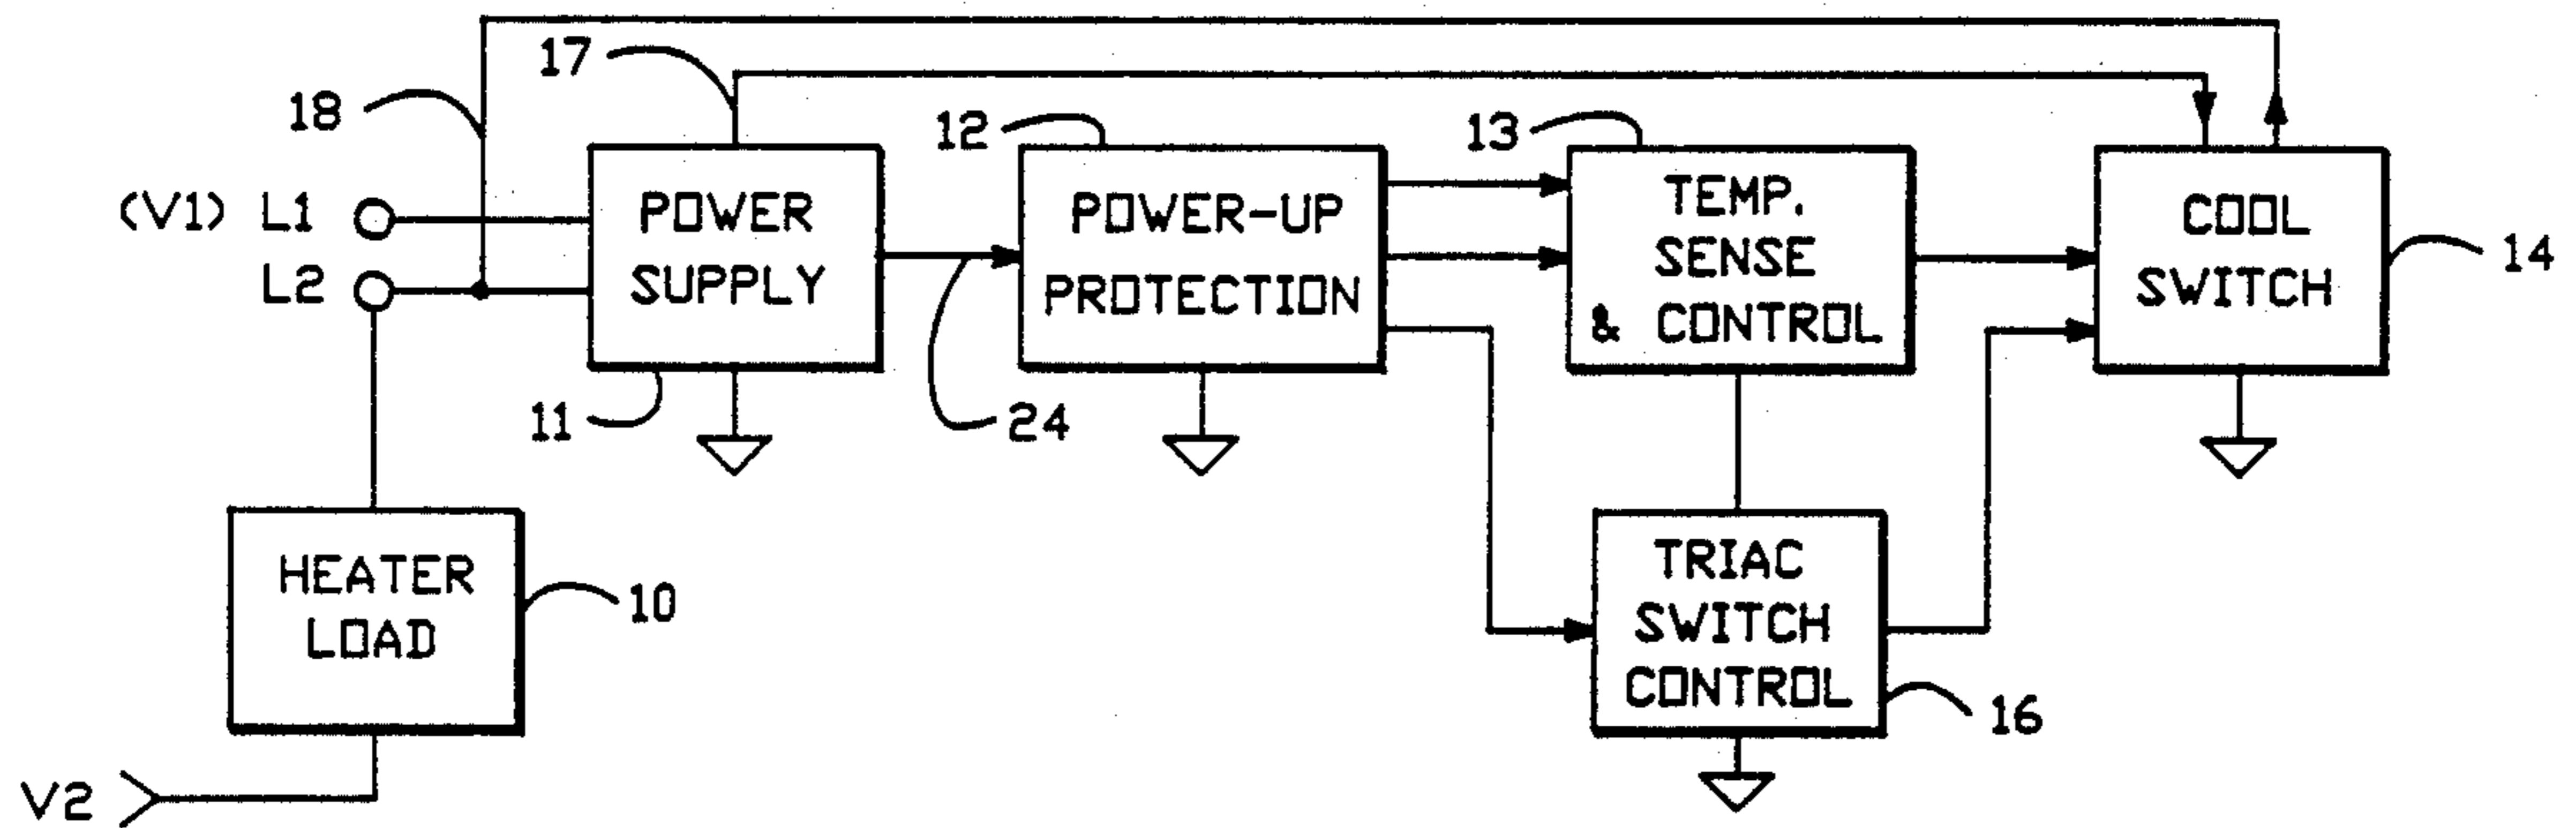 17
18
12
13
(V1) L1
L2
POWER
SUPPLY
POWER-UP
PROTECTION
TEMP.
SENSE
& CONTROL
COOL
SWITCH
14
11
24
HEATER
LOAD
10
TRIAC
SWITCH
CONTROL
16
V2